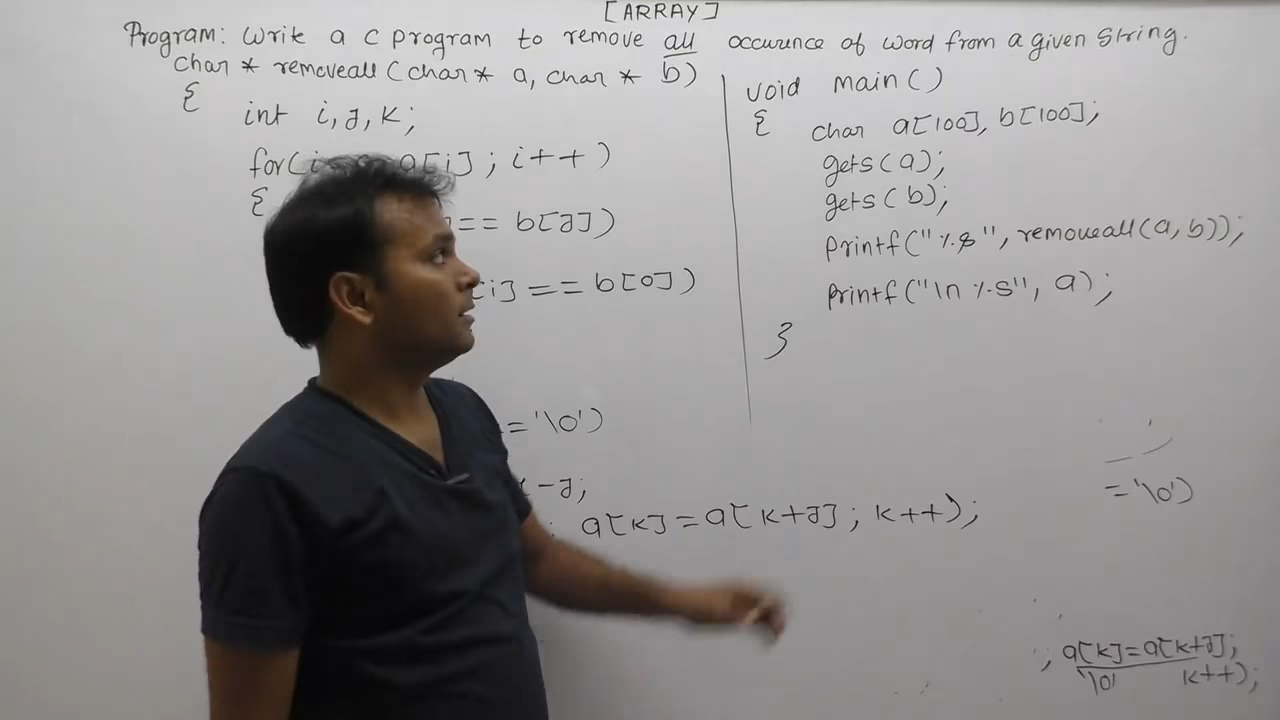 [ARRAY]
Program: Write a C program to remove all occurence of word from a given string.
char * removeall (char * a, char * b)
{
int i, J, K;
for(i a[i] ; i++)
{
== b[J])
i] == b[0])
= '\0')
-J;
; a[K] = a[K+J] ; K++);
void main()
{
char a[100], b[100];
gets(a);
gets(b);
printf("%s", removeall(a, b));
printf("\n %s", a);
}
= '\0')
, a[K] = a[K+J];
'\0' K++);